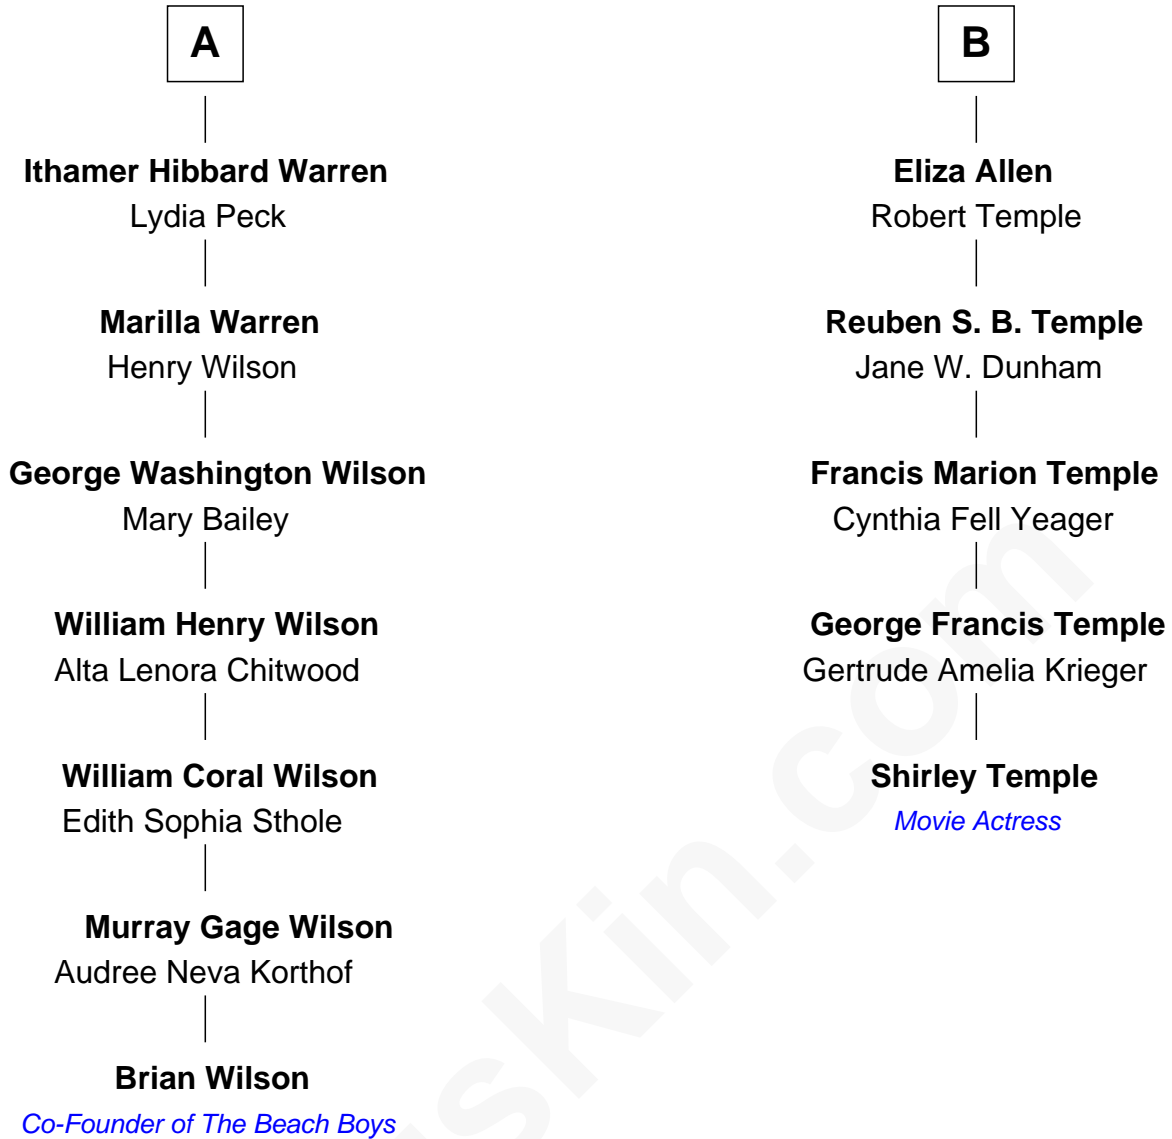 A
Ithamer Hibbard Warren
Lydia Peck
Marilla Warren
Henry Wilson
George Washington Wilson
Mary Bailey
William Henry Wilson
Alta Lenora Chitwood
William Coral Wilson
Edith Sophia Sthole
Murray Gage Wilson
Audree Neva Korthof
Brian Wilson
Co-Founder of The Beach Boys
B
Eliza Allen
Robert Temple
Reuben S. B. Temple
Jane W. Dunham
Francis Marion Temple
Cynthia Fell Yeager
George Francis Temple
Gertrude Amelia Krieger
Shirley Temple
Movie Actress